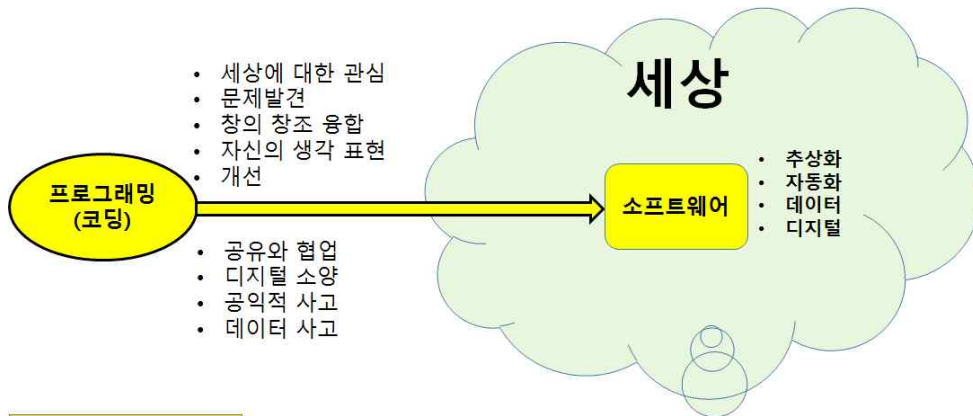 세상
• 세상에 대한 관심
• 문제발견
• 창의 창조 융합
• 자신의 생각 표현
• 개선
프로그래밍
(코딩)
소프트웨어
• 추상화
• 자동화
• 데이터
• 디지털
• 공유와 협업
• 디지털 소양
• 공익적 사고
• 데이터 사고